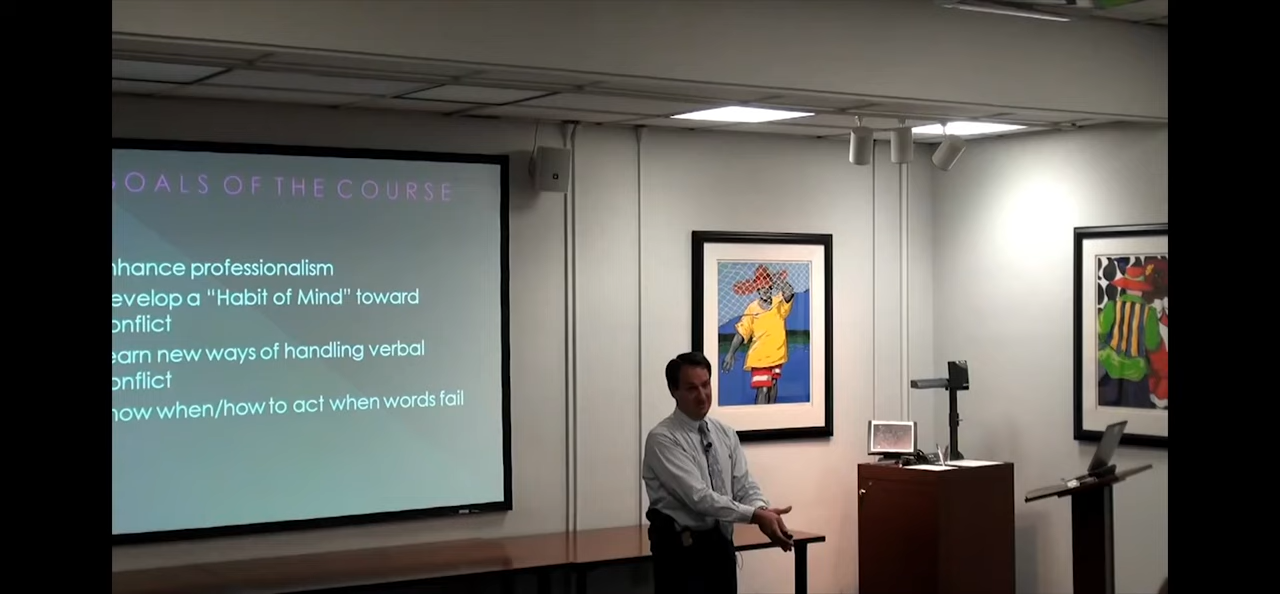 GOALS OF THE COURSE
nhance professionalism
evelop a “Habit of Mind” toward
onflict
earn new ways of handling verbal
onflict
now when/how to act when words fail